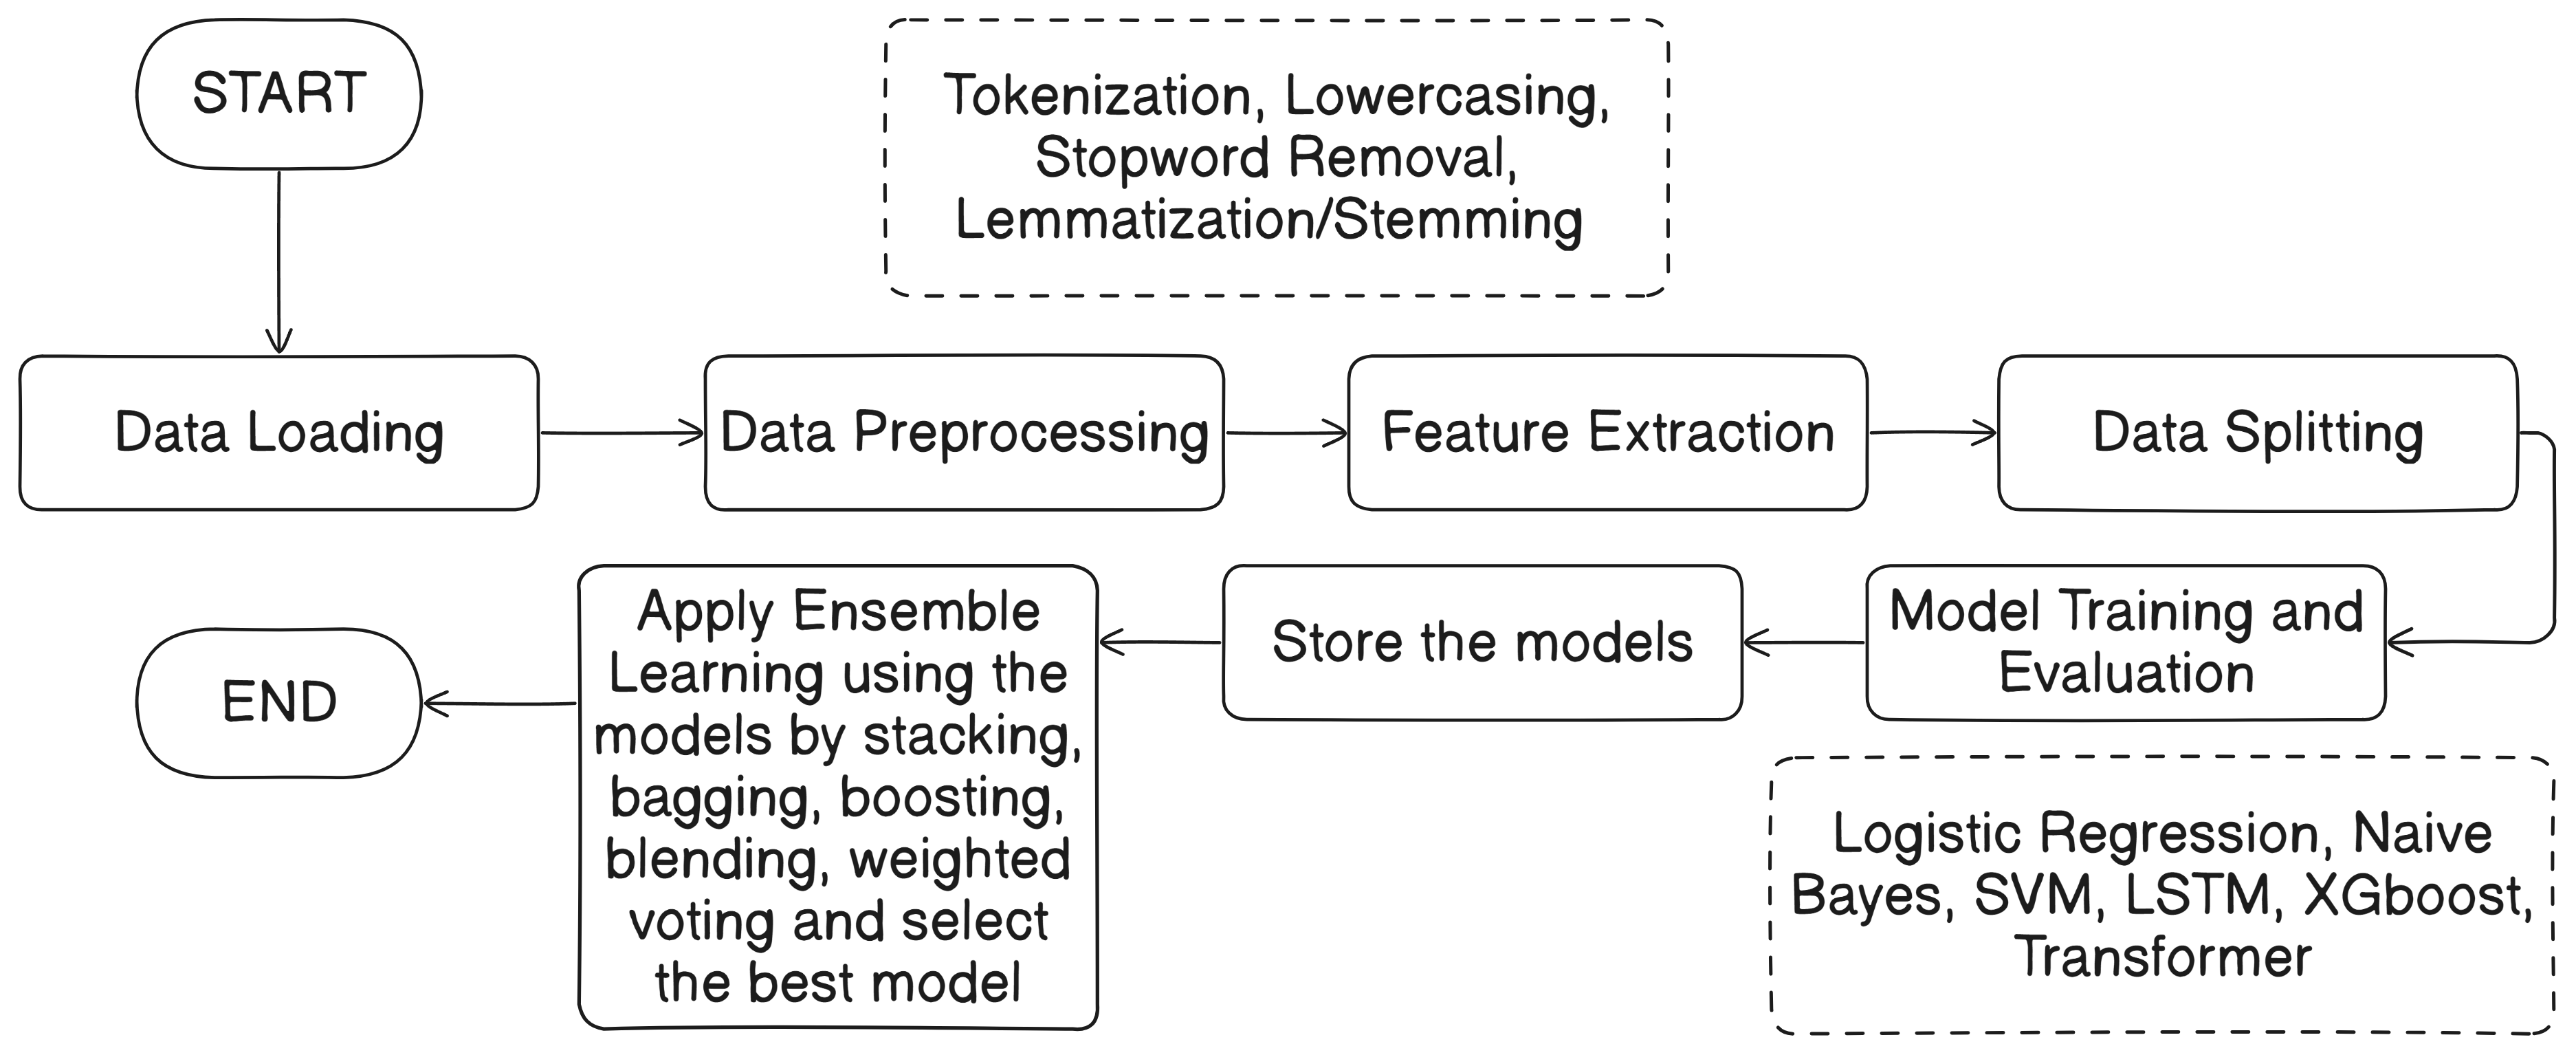 START
Tokenization, Lowercasing,
Stopword Removal,
Lemmatization/Stemming
Data Loading
Data Preprocessing
Feature Extraction
Data Splitting
Model Training and
Evaluation
Logistic Regression, Naive
Bayes, SVM, LSTM, XGboost,
Transformer
Store the models
Apply Ensemble
Learning using the
models by stacking,
bagging, boosting,
blending, weighted
voting and select
the best model
END